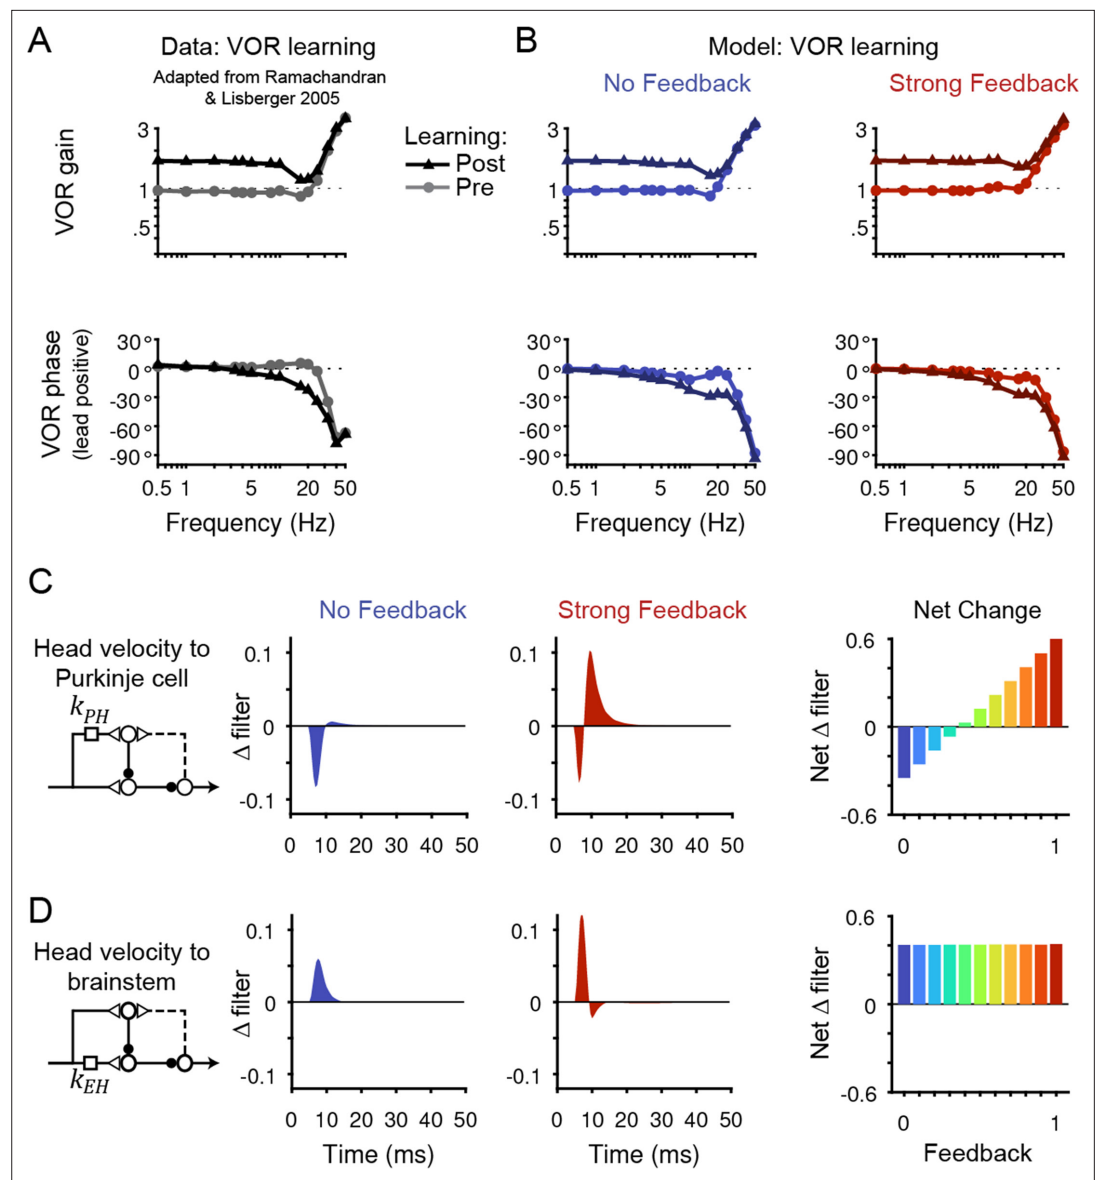 A
Data: VOR learning
Adapted from Ramachandran
& Lisberger 2005
B
Model: VOR learning
No Feedback
Strong Feedback
VOR gain
3
1
.5
Learning:
Post
Pre
3
1
.5
3
1
.5
VOR phase
(lead positive)
30°
0°
-30°
-60°
-90°
0.5 1 5 20 50
Frequency (Hz)
30°
0°
-30°
-60°
-90°
0.5 1 5 20 50
Frequency (Hz)
30°
0°
-30°
-60°
-90°
0.5 1 5 20 50
Frequency (Hz)
C
No Feedback
Strong Feedback
Net Change
Head velocity to
Purkinje cell
k_PH
Δ filter
0.1
0
-0.1
0 10 20 30 40 50
0.1
0
-0.1
0 10 20 30 40 50
Net Δ filter
0.6
0
-0.6
0 1
D
Head velocity to
brainstem
k_EH
Δ filter
0.1
0
-0.1
0 10 20 30 40 50
Time (ms)
0.1
0
-0.1
0 10 20 30 40 50
Time (ms)
Net Δ filter
0.6
0
-0.6
0 1
Feedback